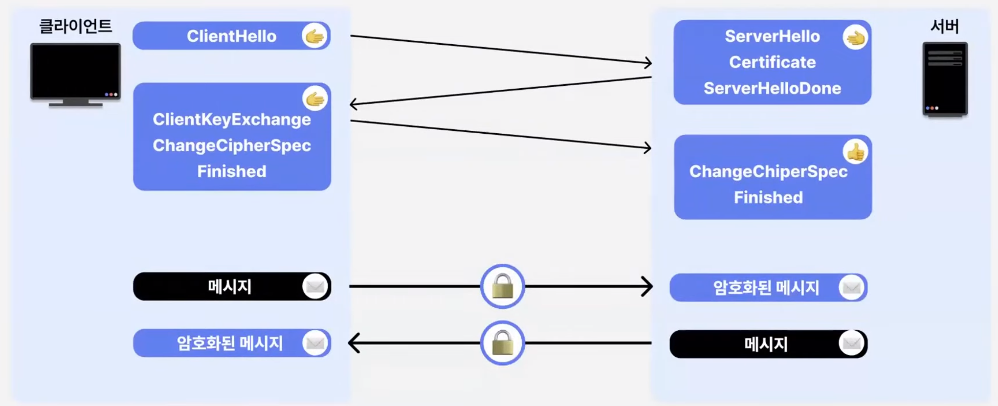 클라이언트
서버
ClientHello
ServerHello
Certificate
ServerHelloDone
ClientKeyExchange
ChangeCipherSpec
Finished
ChangeChiperSpec
Finished
메시지
암호화된 메시지
암호화된 메시지
메시지